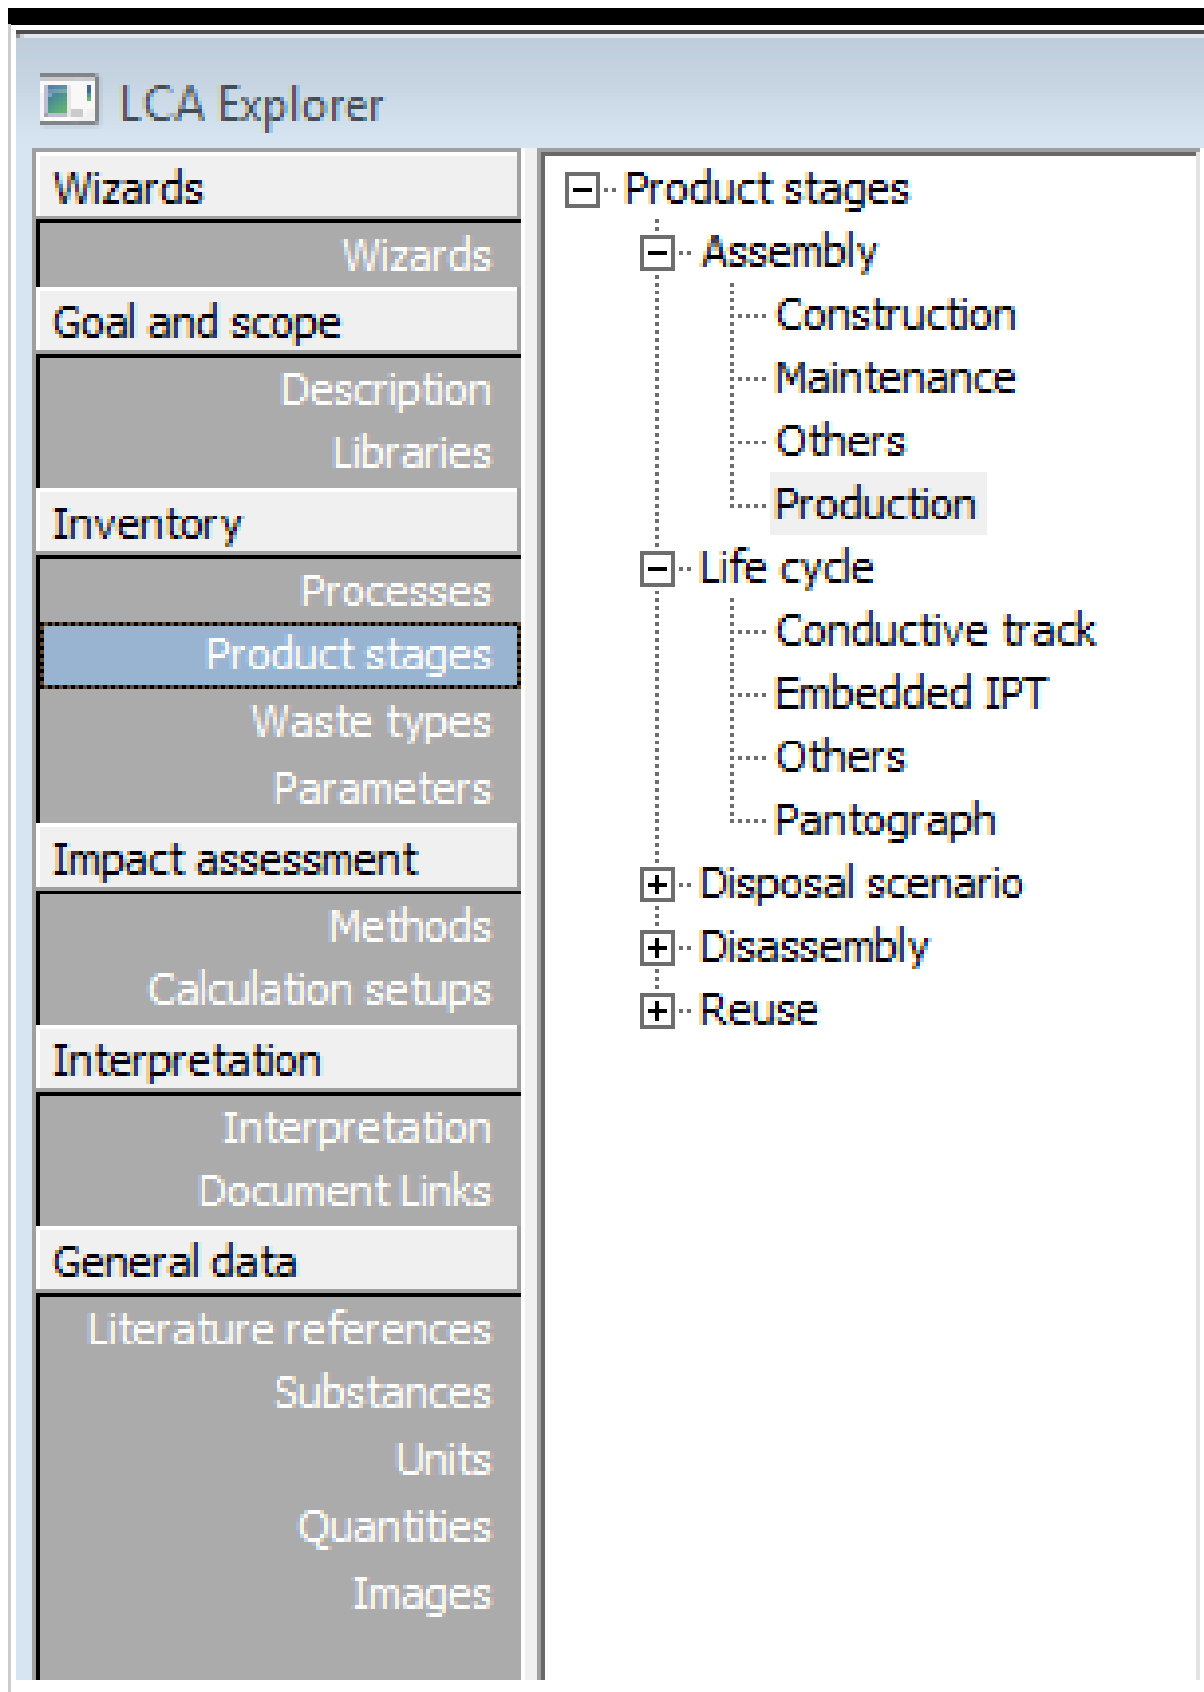 LCA Explorer
Wizards
Wizards
Goal and scope
Description
Libraries
Inventory
Processes
Product stages
Waste types
Parameters
Impact assessment
Methods
Calculation setups
Interpretation
Interpretation
Document Links
General data
Literature references
Substances
Units
Quantities
Images
Product stages
Assembly
Construction
Maintenance
Others
Production
Life cycle
Conductive track
Embedded IPT
Others
Pantograph
Disposal scenario
Disassembly
Reuse